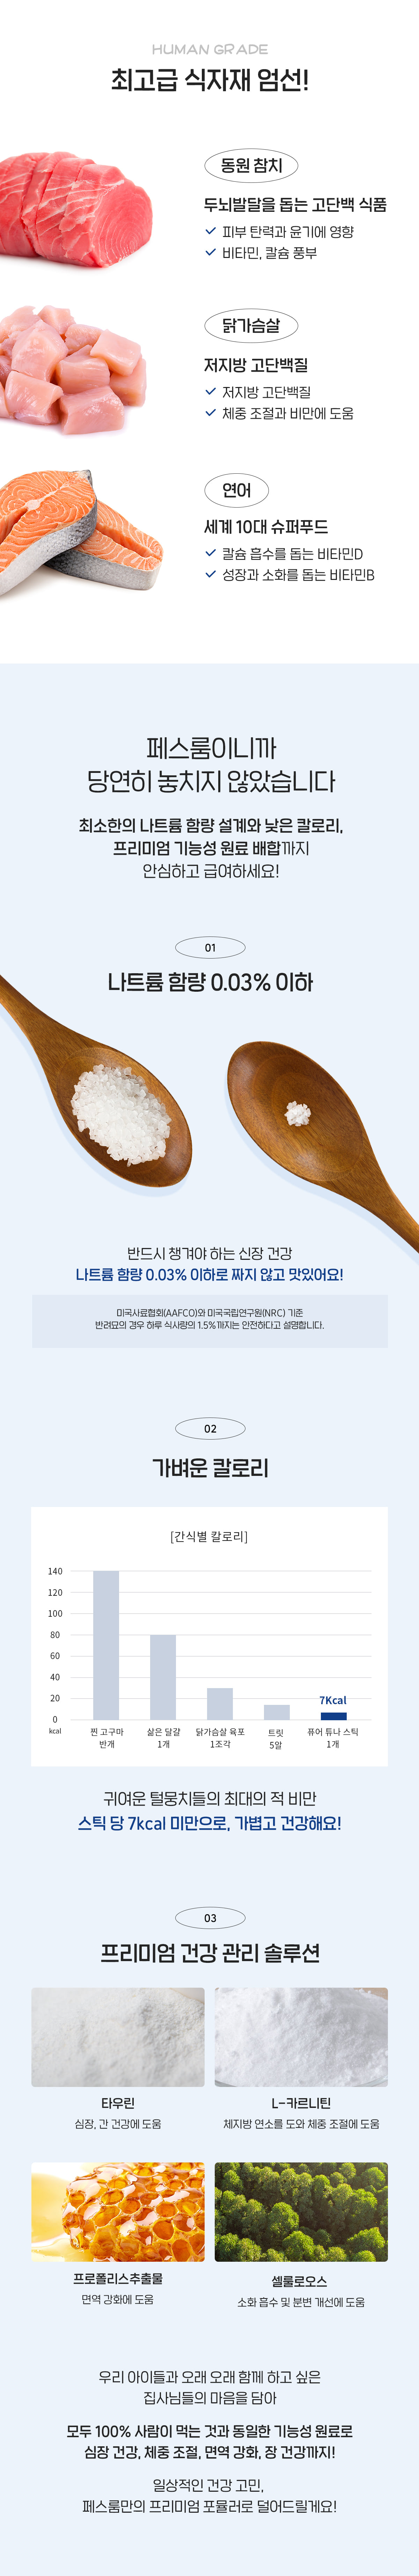 HUMAN GRADE
최고급 식자재 엄선!
동원 참치
두뇌발달을 돕는 고단백 식품
피부 탄력과 윤기에 영향
비타민, 칼슘 풍부
닭가슴살
저지방 고단백질
저지방 고단백질
체중 조절과 비만에 도움
연어
세계 10대 슈퍼푸드
칼슘 흡수를 돕는 비타민D
성장과 소화를 돕는 비타민B
페스룸이니까
당연히 놓치지 않았습니다
최소한의 나트륨 함량 설계와 낮은 칼로리,
프리미엄 기능성 원료 배합까지
안심하고 급여하세요!
01
나트륨 함량 0.03% 이하
반드시 챙겨야 하는 신장 건강
나트륨 함량 0.03% 이하로 짜지 않고 맛있어요!
미국사료협회(AAFCO)와 미국국립연구원(NRC) 기준
반려묘의 경우 하루 식사량의 1.5%까지는 안전하다고 설명합니다.
02
가벼운 칼로리
[간식별 칼로리]
140
120
100
80
60
40
20
0
kcal
7Kcal
찐 고구마
반개
삶은 달걀
1개
닭가슴살 육포
1조각
트릿
5알
퓨어 튜나 스틱
1개
귀여운 털뭉치들의 최대의 적 비만
스틱 당 7kcal 미만으로, 가볍고 건강해요!
03
프리미엄 건강 관리 솔루션
타우린
심장, 간 건강에 도움
L-카르니틴
체지방 연소를 도와 체중 조절에 도움
프로폴리스추출물
면역 강화에 도움
셀룰로오스
소화 흡수 및 분변 개선에 도움
우리 아이들과 오래 오래 함께 하고 싶은
집사님들의 마음을 담아
모두 100% 사람이 먹는 것과 동일한 기능성 원료로
심장 건강, 체중 조절, 면역 강화, 장 건강까지!
일상적인 건강 고민,
페스룸만의 프리미엄 포뮬러로 덜어드릴게요!